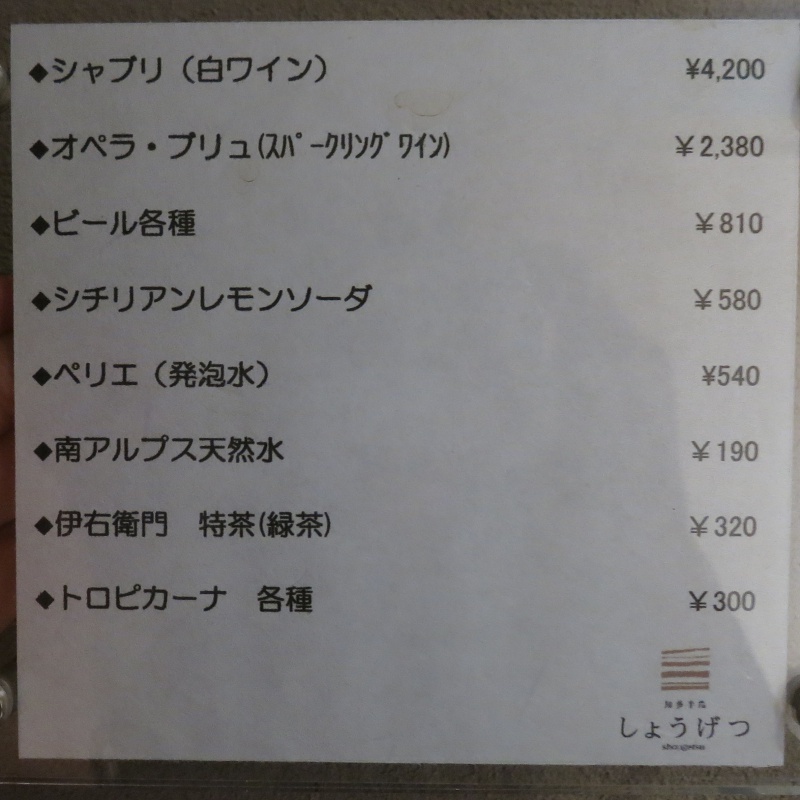 ◆シャブリ（白ワイン） ¥4,200
◆オペラ・ブリュ(ｽﾊﾟｰｸﾘﾝｸﾞﾜｲﾝ) ￥2,380
◆ビール各種 ￥810
◆シチリアンレモンソーダ ￥580
◆ペリエ（発泡水） ¥540
◆南アルプス天然水 ￥190
◆伊右衛門　特茶(緑茶) ￥320
◆トロピカーナ　各種 ￥300
しょうげつ